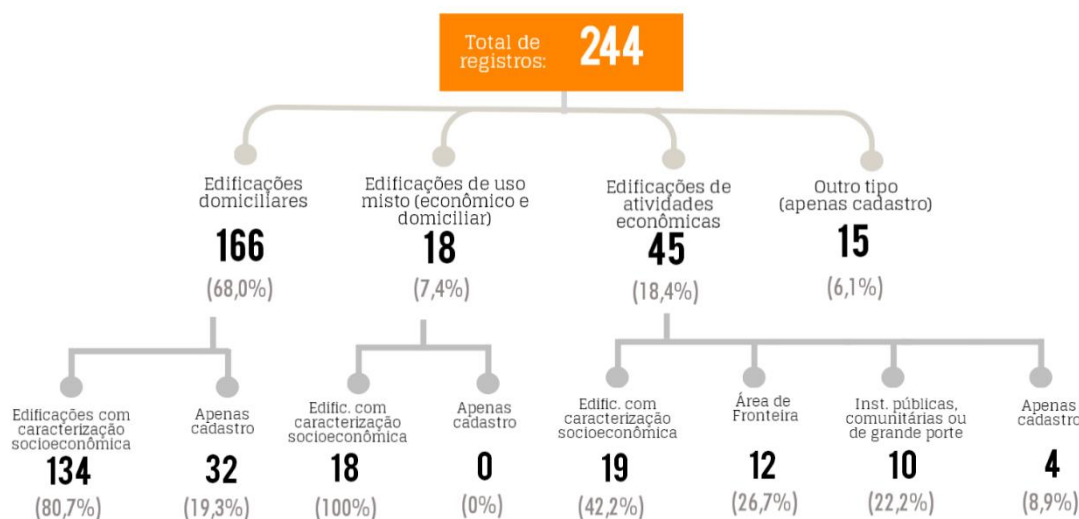 Total de
registros:
244
Edificações
domiciliares
166
(68,0%)
Edificações de uso
misto (econômico e
domiciliar)
18
(7,4%)
Edificações de
atividades
econômicas
45
(18,4%)
Outro tipo
(apenas cadastro)
15
(6,1%)
Edificações com
caracterização
socioeconômica
134
(80,7%)
Apenas
cadastro
32
(19,3%)
Edific. com
caracterização
socioeconômica
18
(100%)
Apenas
cadastro
0
(0%)
Edific. com
caracterização
socioeconômica
19
(42,2%)
Área de
Fronteira
12
(26,7%)
Inst. públicas,
comunitárias ou
de grande porte
10
(22,2%)
Apenas
cadastro
4
(8,9%)